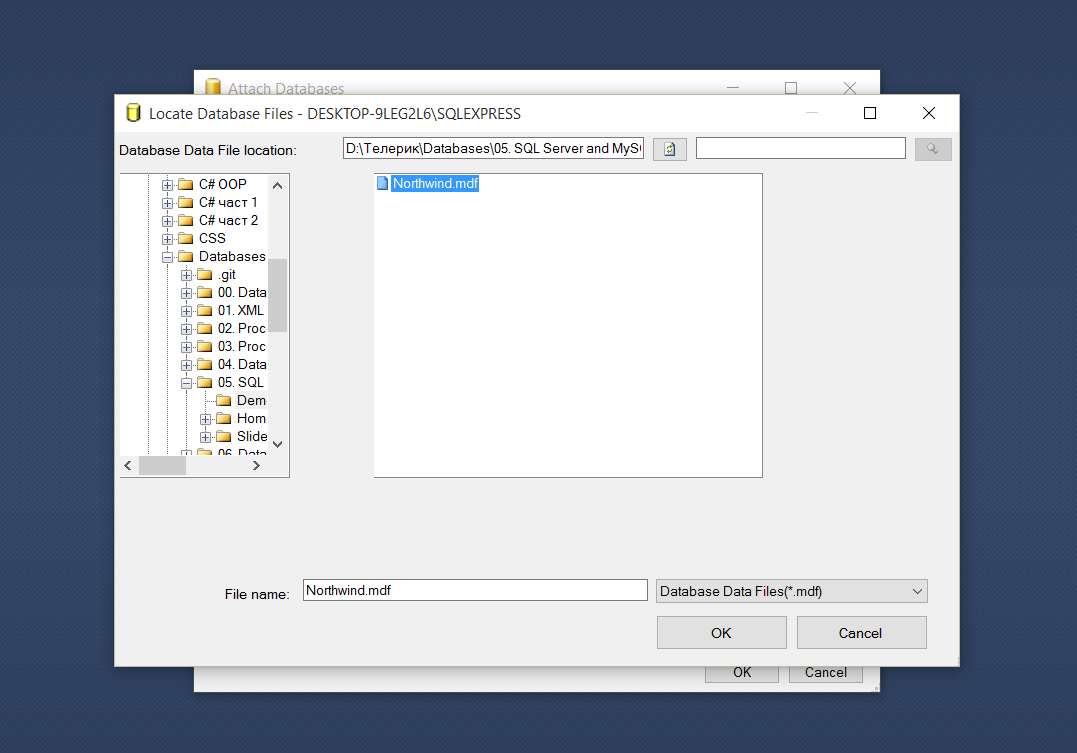 Attach Databases
Locate Database Files - DESKTOP-9LEG2L6\SQLEXPRESS
Database Data File location:
D:\Телерик\Databases\05. SQL Server and MyS
C# OOP
C# част 1
C# част 2
CSS
Databases
.git
00. Data
01. XML
02. Proc
03. Proc
04. Data
05. SQL
Dem
Hom
Slide
06. Data
Northwind.mdf
File name:
Northwind.mdf
Database Data Files(*.mdf)
OK
Cancel
OK
Cancel